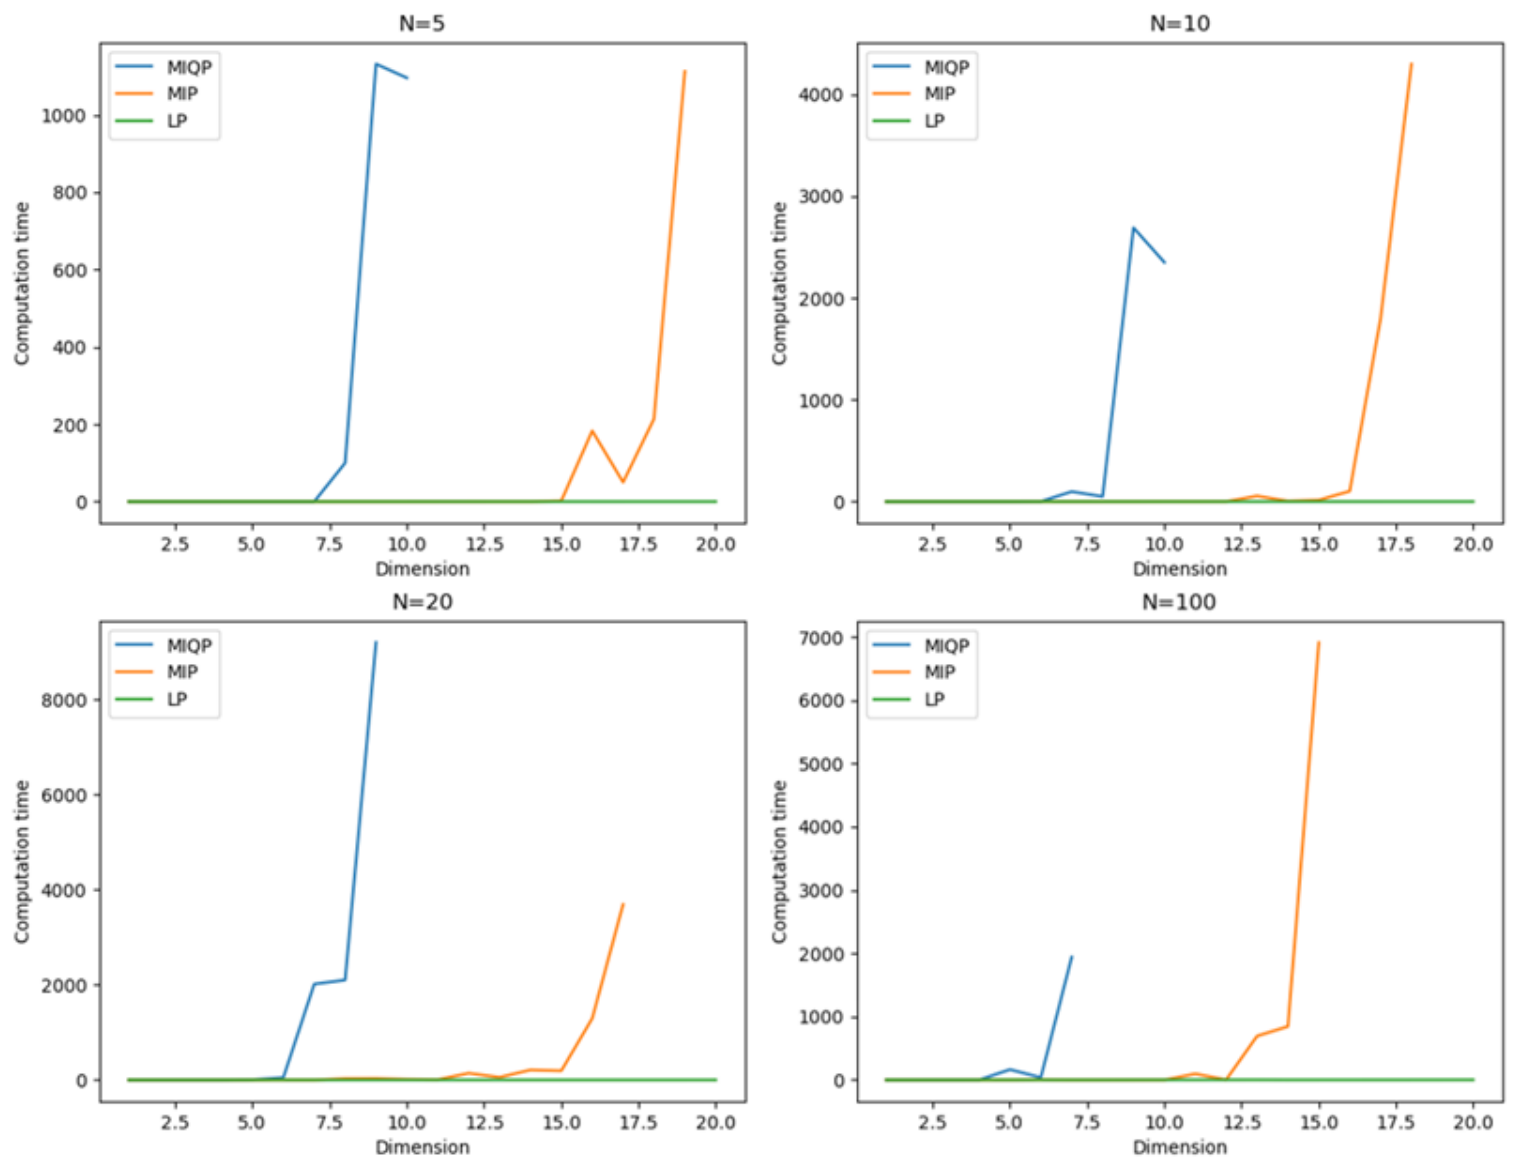 N=5
MIQP
MIP
LP
1000
800
600
400
200
0
Computation time
2.5 5.0 7.5 10.0 12.5 15.0 17.5 20.0
Dimension
N=10
MIQP
MIP
LP
4000
3000
2000
1000
0
Computation time
2.5 5.0 7.5 10.0 12.5 15.0 17.5 20.0
Dimension
N=20
MIQP
MIP
LP
8000
6000
4000
2000
0
Computation time
2.5 5.0 7.5 10.0 12.5 15.0 17.5 20.0
Dimension
N=100
MIQP
MIP
LP
7000
6000
5000
4000
3000
2000
1000
0
Computation time
2.5 5.0 7.5 10.0 12.5 15.0 17.5 20.0
Dimension